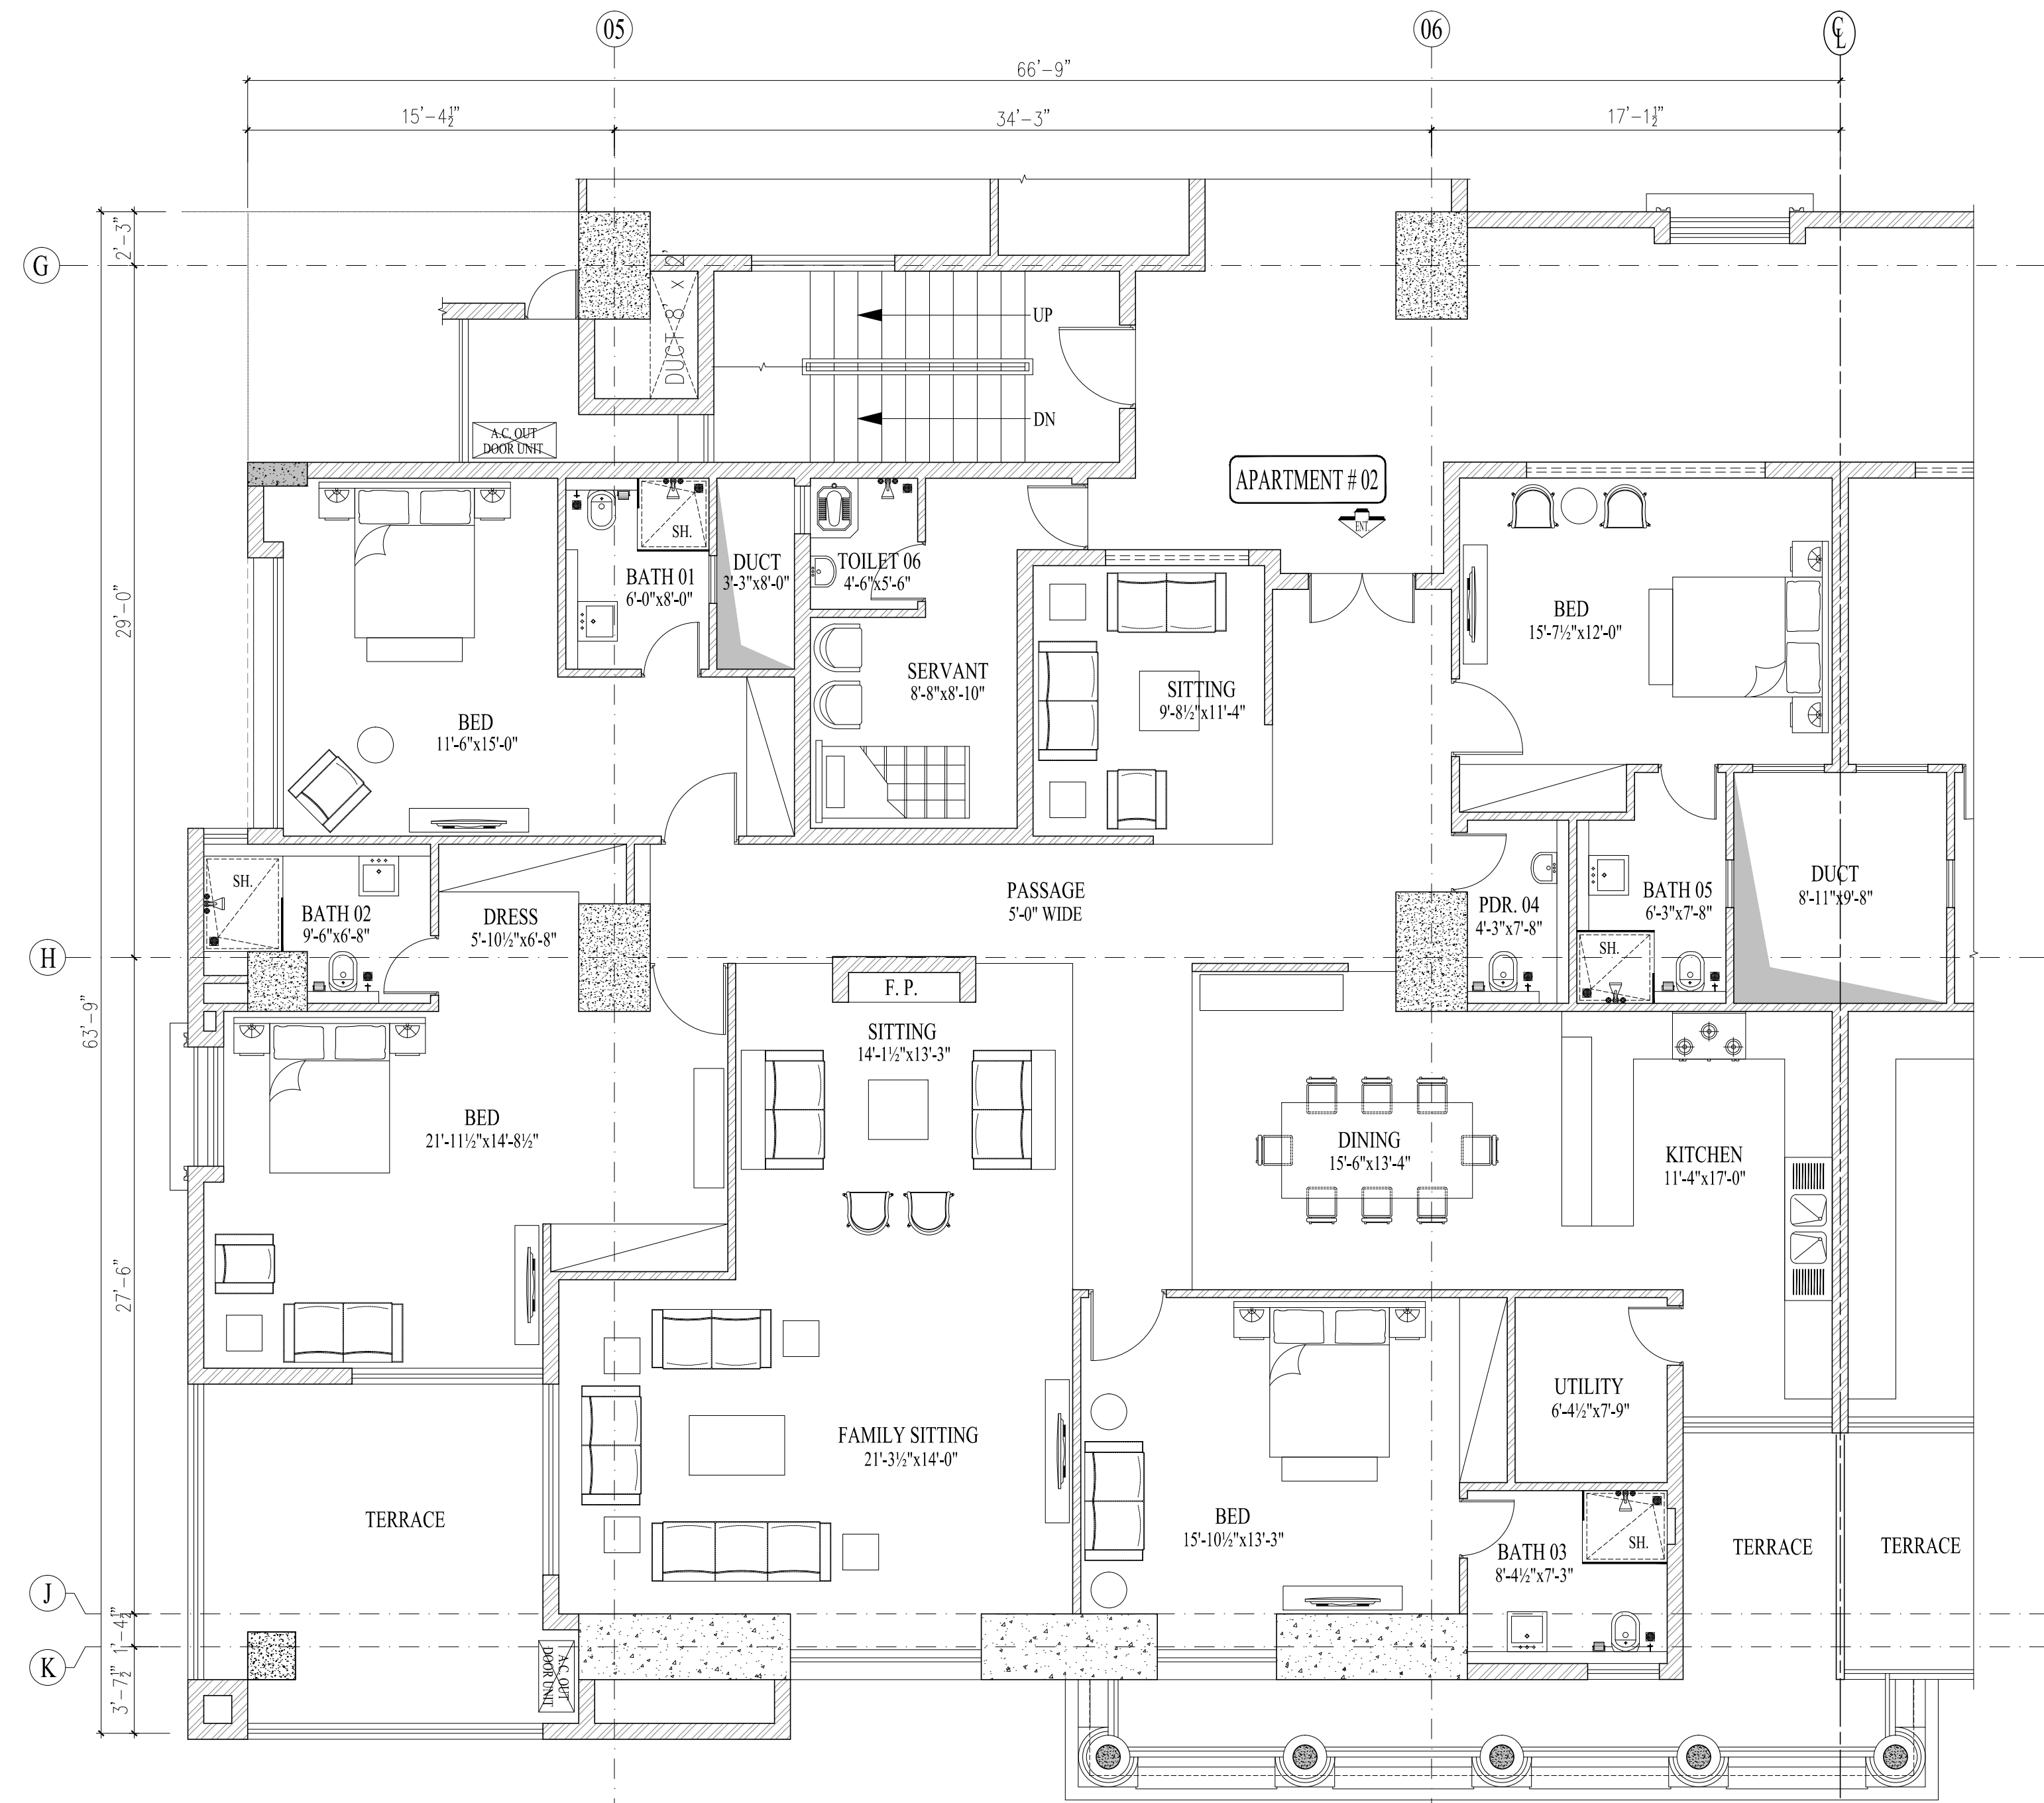 05
06
C L
66'-9"
15'-4½"
34'-3"
17'-1½"
2'-3"
G
DUCT 8' x 2'
UP
DN
A.C. OUT
DOOR UNIT
APARTMENT # 02
ENT.
29'-0"
SH.
BATH 01
6'-0"x8'-0"
DUCT
3'-3"x8'-0"
TOILET 06
4'-6"x5'-6"
BED
15'-7½"x12'-0"
SERVANT
8'-8"x8'-10"
SITTING
9'-8½"x11'-4"
BED
11'-6"x15'-0"
SH.
BATH 02
9'-6"x6'-8"
DRESS
5'-10½"x6'-8"
PASSAGE
5'-0" WIDE
PDR. 04
4'-3"x7'-8"
BATH 05
6'-3"x7'-8"
SH.
DUCT
8'-11"x9'-8"
H
63'-9"
F. P.
SITTING
14'-1½"x13'-3"
BED
21'-11½"x14'-8½"
DINING
15'-6"x13'-4"
KITCHEN
11'-4"x17'-0"
27'-6"
UTILITY
6'-4½"x7'-9"
FAMILY SITTING
21'-3½"x14'-0"
TERRACE
BED
15'-10½"x13'-3"
BATH 03
8'-4½"x7'-3"
SH.
TERRACE
TERRACE
J
1'-4½"
K
3'-7½"
A.C. OUT
DOOR UNIT